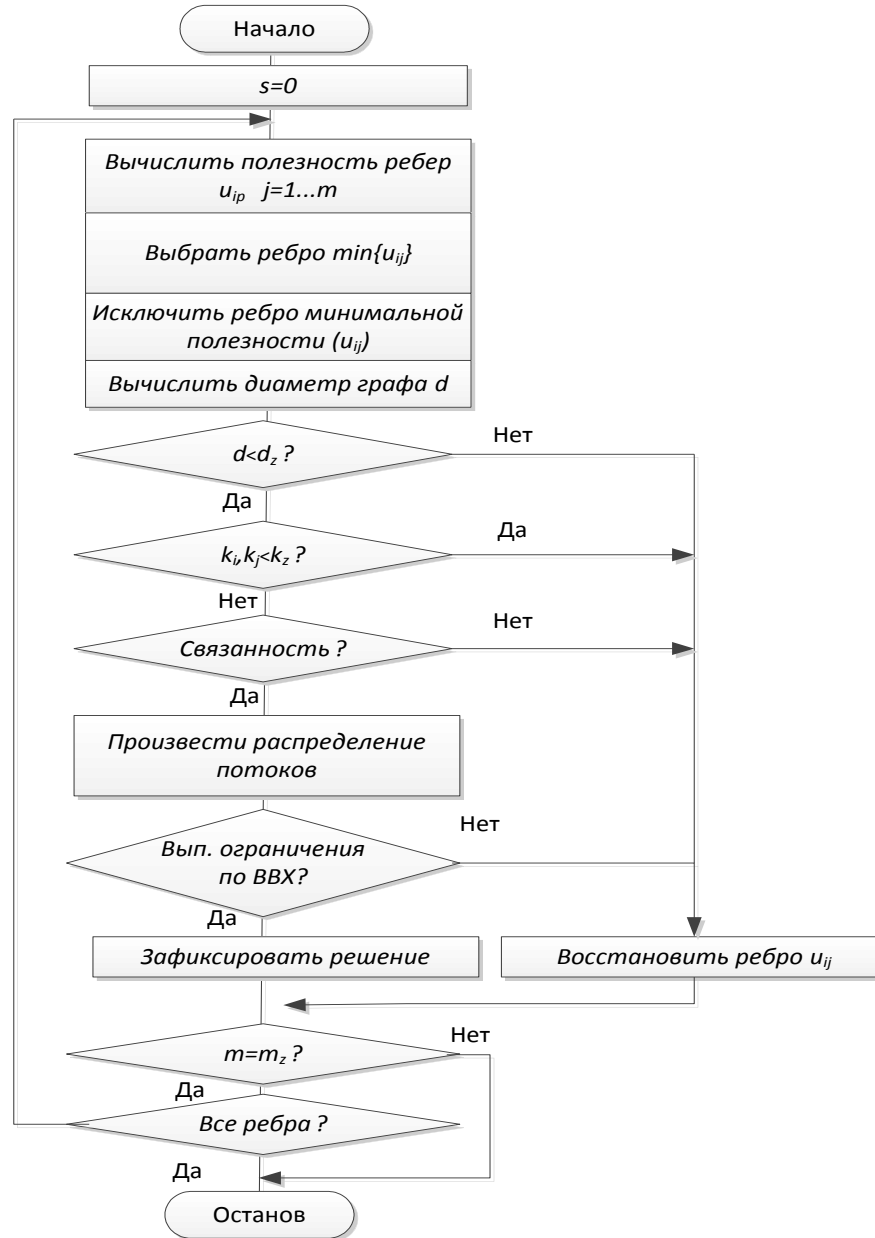 Начало
s=0
Вычислить полезность ребер
u_ip j=1...m
Выбрать ребро min{u_ij}
Исключить ребро минимальной
полезности (u_ij)
Вычислить диаметр графа d
d<d_z ?
Нет
Да
k_i,k_j<k_z ?
Да
Нет
Связанность ?
Нет
Да
Произвести распределение
потоков
Вып. ограничения
по ВВХ?
Нет
Да
Зафиксировать решение
Восстановить ребро u_ij
m=m_z ?
Нет
Да
Все ребра ?
Да
Останов